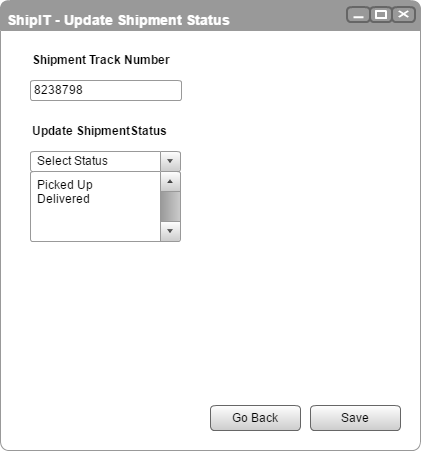 ShipIT - Update Shipment Status
Shipment Track Number
8238798
Update ShipmentStatus
Select Status
Picked Up
Delivered
Go Back
Save